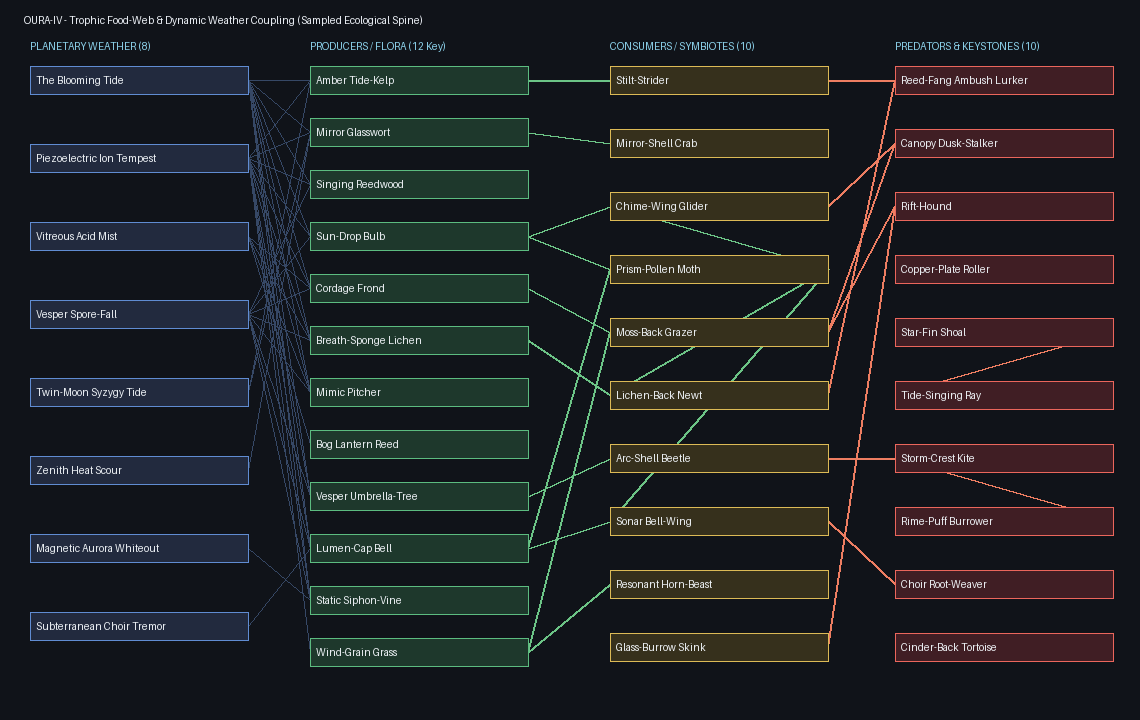 OURA-IV - Trophic Food-Web & Dynamic Weather Coupling (Sampled Ecological Spine)
PLANETARY WEATHER (8)
The Blooming Tide
Piezoelectric Ion Tempest
Vitreous Acid Mist
Vesper Spore-Fall
Twin-Moon Syzygy Tide
Zenith Heat Scour
Magnetic Aurora Whiteout
Subterranean Choir Tremor
PRODUCERS / FLORA (12 Key)
Amber Tide-Kelp
Mirror Glasswort
Singing Reedwood
Sun-Drop Bulb
Cordage Frond
Breath-Sponge Lichen
Mimic Pitcher
Bog Lantern Reed
Vesper Umbrella-Tree
Lumen-Cap Bell
Static Siphon-Vine
Wind-Grain Grass
CONSUMERS / SYMBIOTES (10)
Stilt-Strider
Mirror-Shell Crab
Chime-Wing Glider
Prism-Pollen Moth
Moss-Back Grazer
Lichen-Back Newt
Arc-Shell Beetle
Sonar Bell-Wing
Resonant Horn-Beast
Glass-Burrow Skink
PREDATORS & KEYSTONES (10)
Reed-Fang Ambush Lurker
Canopy Dusk-Stalker
Rift-Hound
Copper-Plate Roller
Star-Fin Shoal
Tide-Singing Ray
Storm-Crest Kite
Rime-Puff Burrower
Choir Root-Weaver
Cinder-Back Tortoise